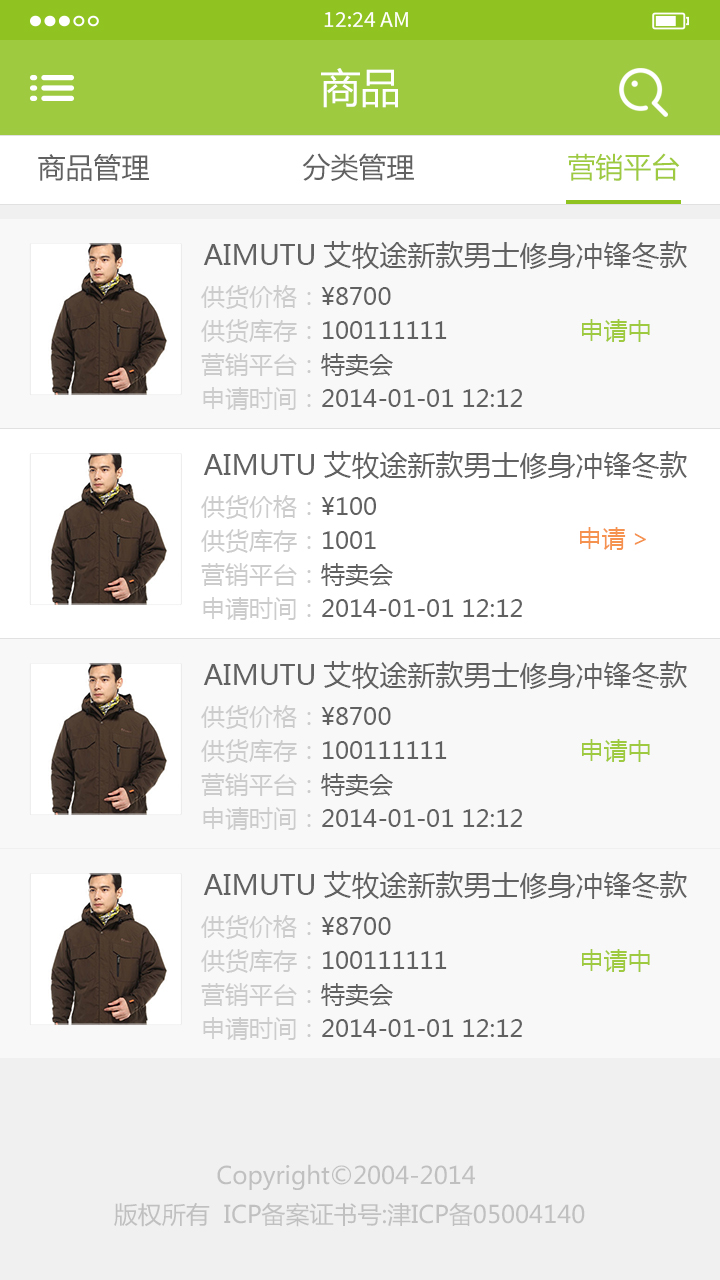 12:24 AM
商品
商品管理 分类管理 营销平台
AIMUTU 艾牧途新款男士修身冲锋冬款
供货价格：¥8700
供货库存：100111111 申请中
营销平台：特卖会
申请时间：2014-01-01 12:12
AIMUTU 艾牧途新款男士修身冲锋冬款
供货价格：¥100
供货库存：1001 申请 >
营销平台：特卖会
申请时间：2014-01-01 12:12
AIMUTU 艾牧途新款男士修身冲锋冬款
供货价格：¥8700
供货库存：100111111 申请中
营销平台：特卖会
申请时间：2014-01-01 12:12
AIMUTU 艾牧途新款男士修身冲锋冬款
供货价格：¥8700
供货库存：100111111 申请中
营销平台：特卖会
申请时间：2014-01-01 12:12
Copyright©2004-2014
版权所有 ICP备案证书号:津ICP备05004140